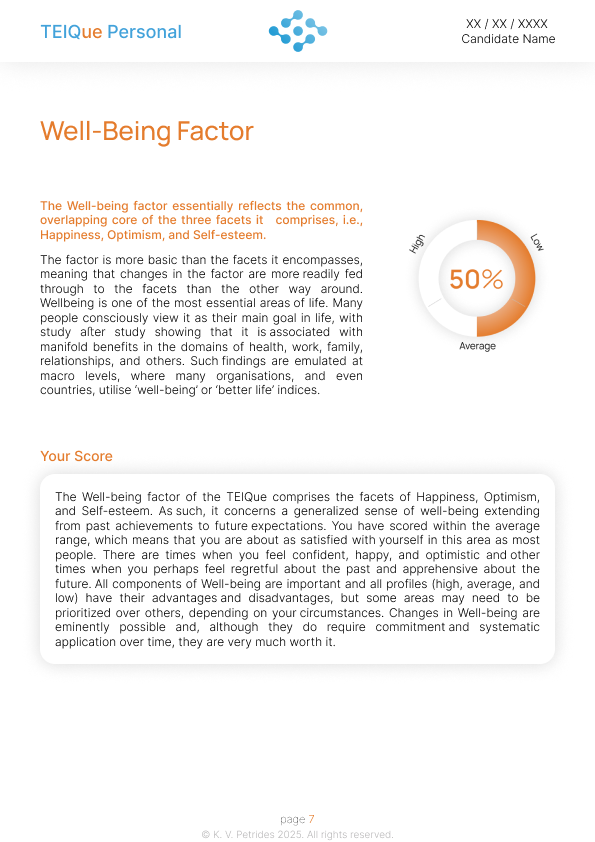 TEIQue Personal
XX / XX / XXXX
Candidate Name
Well-Being Factor
The Well-being factor essentially reflects the common,
overlapping core of the three facets it comprises, i.e.,
Happiness, Optimism, and Self-esteem.
The factor is more basic than the facets it encompasses,
meaning that changes in the factor are more readily fed
through to the facets than the other way around.
Wellbeing is one of the most essential areas of life. Many
people consciously view it as their main goal in life, with
study after study showing that it is associated with
manifold benefits in the domains of health, work, family,
relationships, and others. Such findings are emulated at
macro levels, where many organisations, and even
countries, utilise ‘well-being’ or ‘better life’ indices.
High
Low
50%
Average
Your Score
The Well-being factor of the TEIQue comprises the facets of Happiness, Optimism,
and Self-esteem. As such, it concerns a generalized sense of well-being extending
from past achievements to future expectations. You have scored within the average
range, which means that you are about as satisfied with yourself in this area as most
people. There are times when you feel confident, happy, and optimistic and other
times when you perhaps feel regretful about the past and apprehensive about the
future. All components of Well-being are important and all profiles (high, average, and
low) have their advantages and disadvantages, but some areas may need to be
prioritized over others, depending on your circumstances. Changes in Well-being are
eminently possible and, although they do require commitment and systematic
application over time, they are very much worth it.
page 7
© K. V. Petrides 2025. All rights reserved.